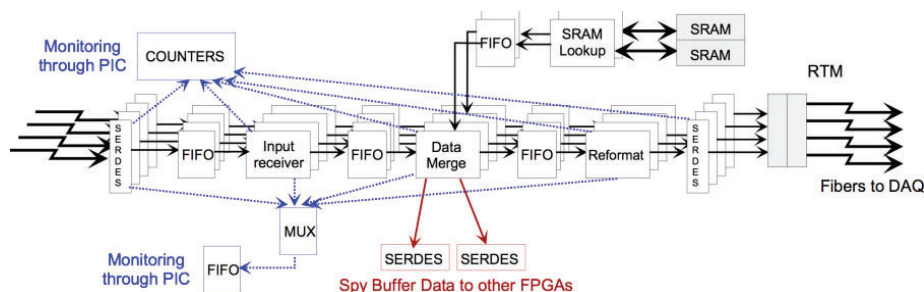 Monitoring
through PIC
COUNTERS
FIFO
SRAM
Lookup
SRAM
SRAM
RTM
SERDES
FIFO
Input
receiver
FIFO
Data
Merge
FIFO
Reformat
SERDES
Fibers to DAQ
MUX
Monitoring
through PIC
FIFO
SERDES
SERDES
Spy Buffer Data to other FPGAs